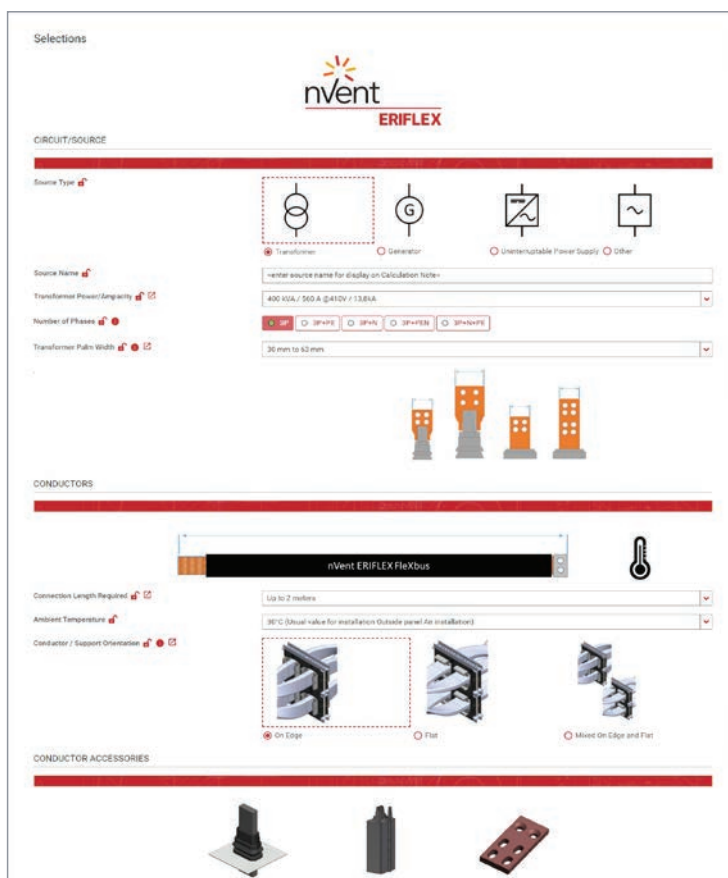 Selections
nVent
ERIFLEX
CIRCUIT/SOURCE
Source Type
G
Transformer
Generator
Uninterruptable Power Supply
Other
Source Name
<enter source name for display on Calculation Note>
Transformer Power/Ampacity
400 kVA / 560 A @410V / 13,8kA
Number of Phases
3P
3P+PE
3P+N
3P+PEN
3P+N+PE
Transformer Palm Width
30 mm to 63 mm
CONDUCTORS
nVent ERIFLEX FleXbus
Connection Length Required
Up to 2 meters
Ambient Temperature
(Usual value for installation Outside panel Air installation)
Conductor / Support Orientation
On Edge
Flat
Mixed On Edge and Flat
CONDUCTOR ACCESSORIES